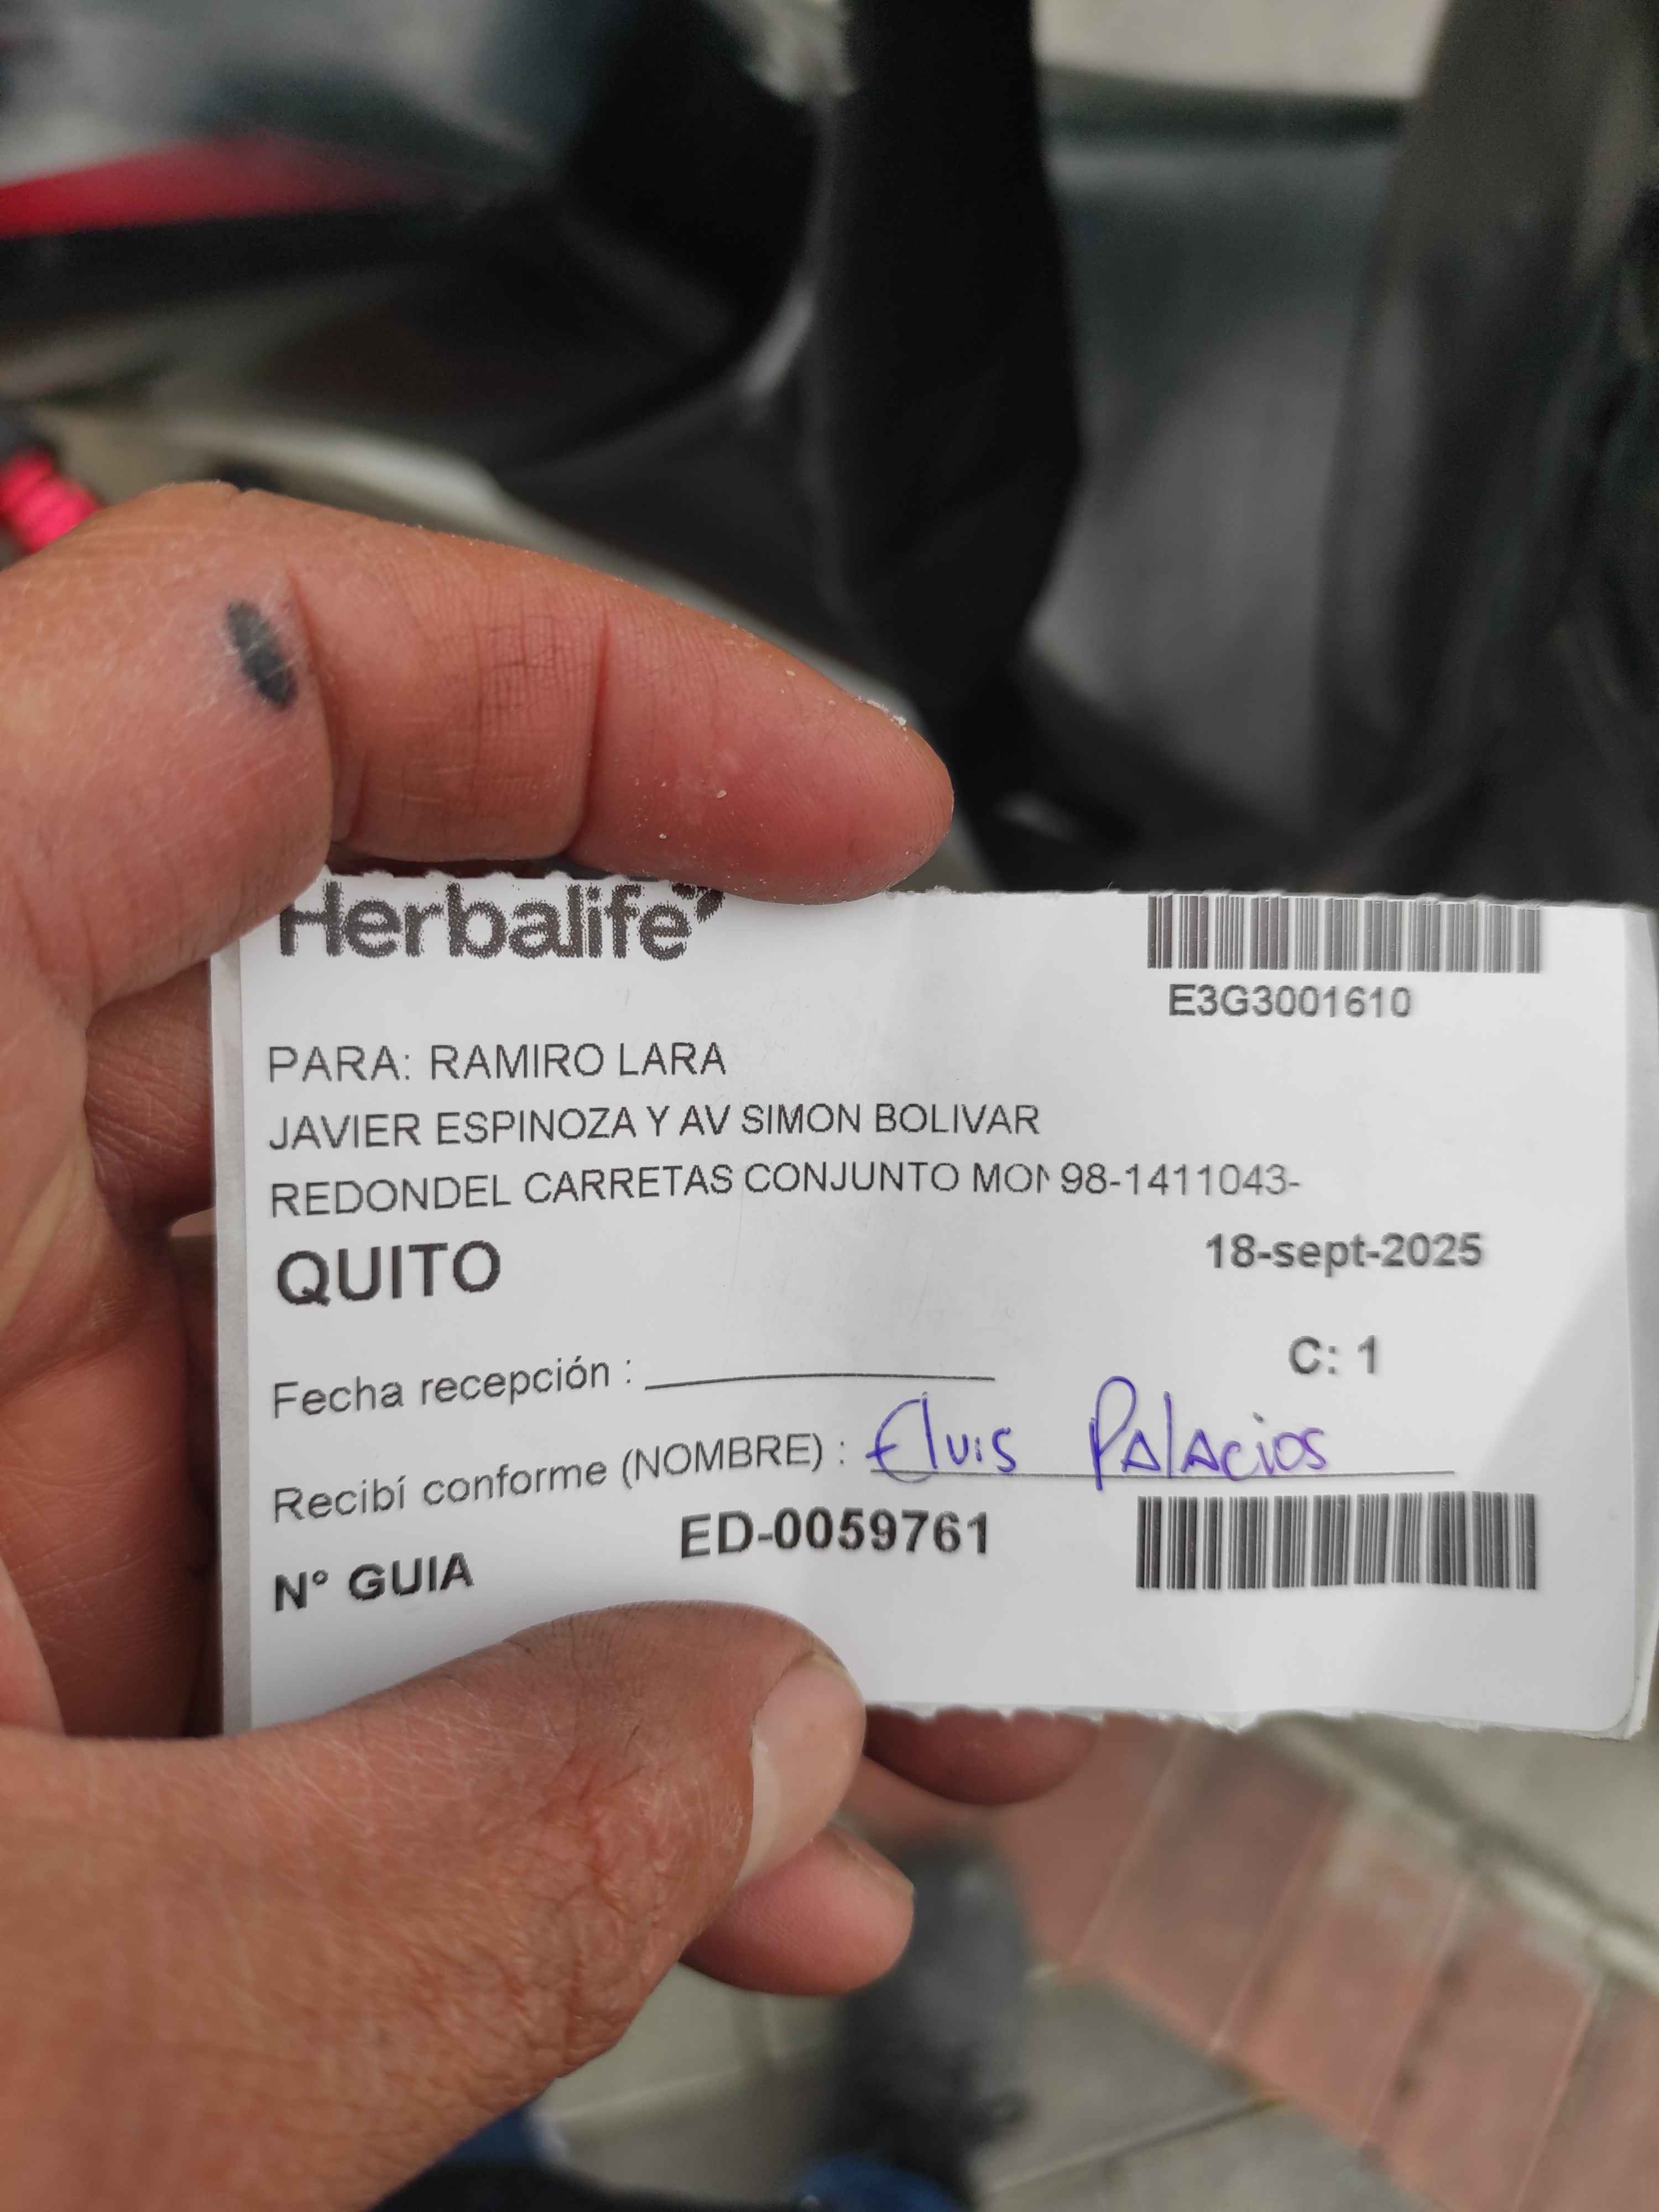 Herbalife
E3G3001610
PARA: RAMIRO LARA
JAVIER ESPINOZA Y AV SIMON BOLIVAR
REDONDEL CARRETAS CONJUNTO 98-1411043-
QUITO
18-sept-2025
C: 1
Fecha recepción :
Recibí conforme (NOMBRE) : Elvis Palacios
N° GUIA ED-0059761